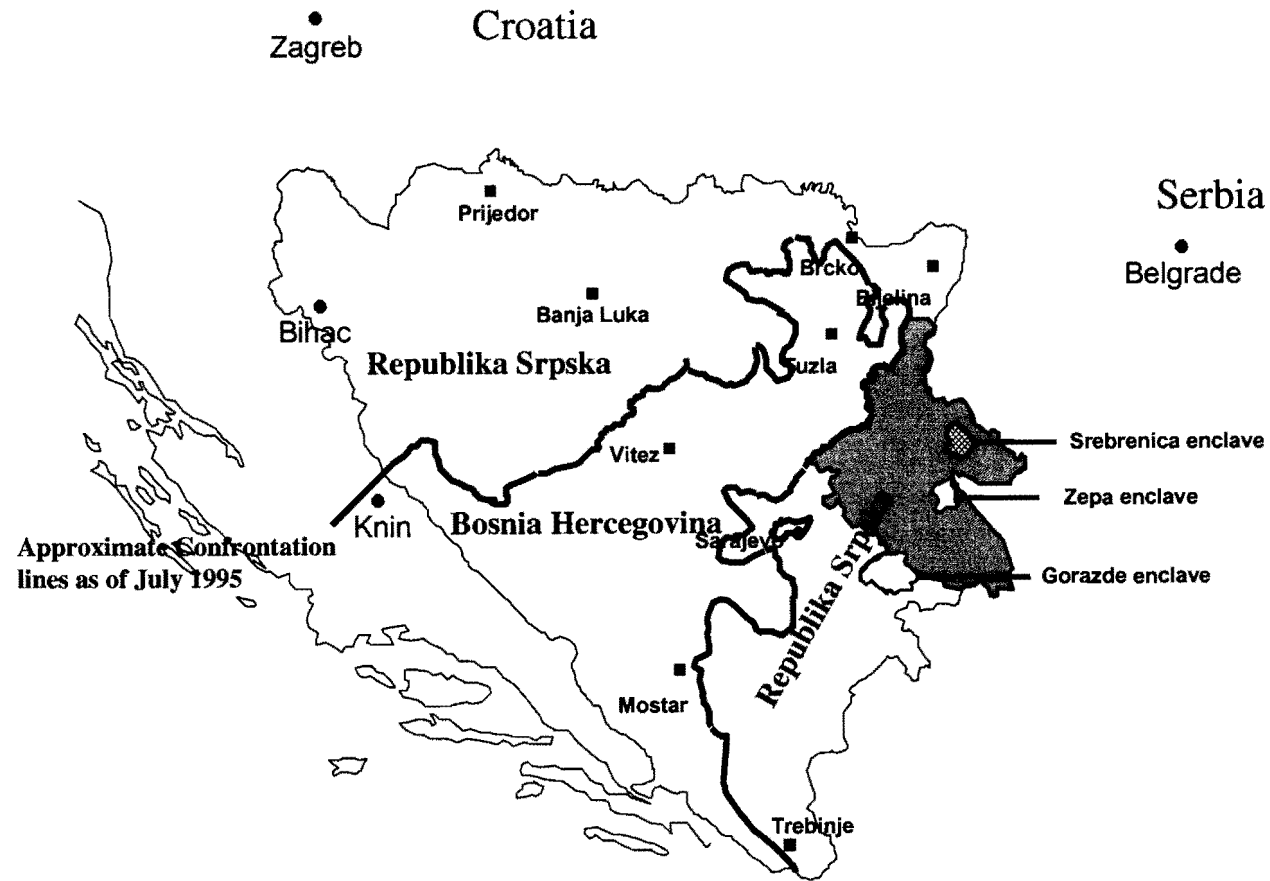 Croatia
Zagreb
Serbia
Prijedor
Belgrade
Brcko
Bijelina
Banja Luka
Bihac
Republika Srpska
Tuzla
Srebrenica enclave
Vitez
Zepa enclave
Knin
Bosnia Hercegovina
Sarajevo
Approximate Confrontation
lines as of July 1995
Gorazde enclave
Republika Srp
Mostar
Trebinje